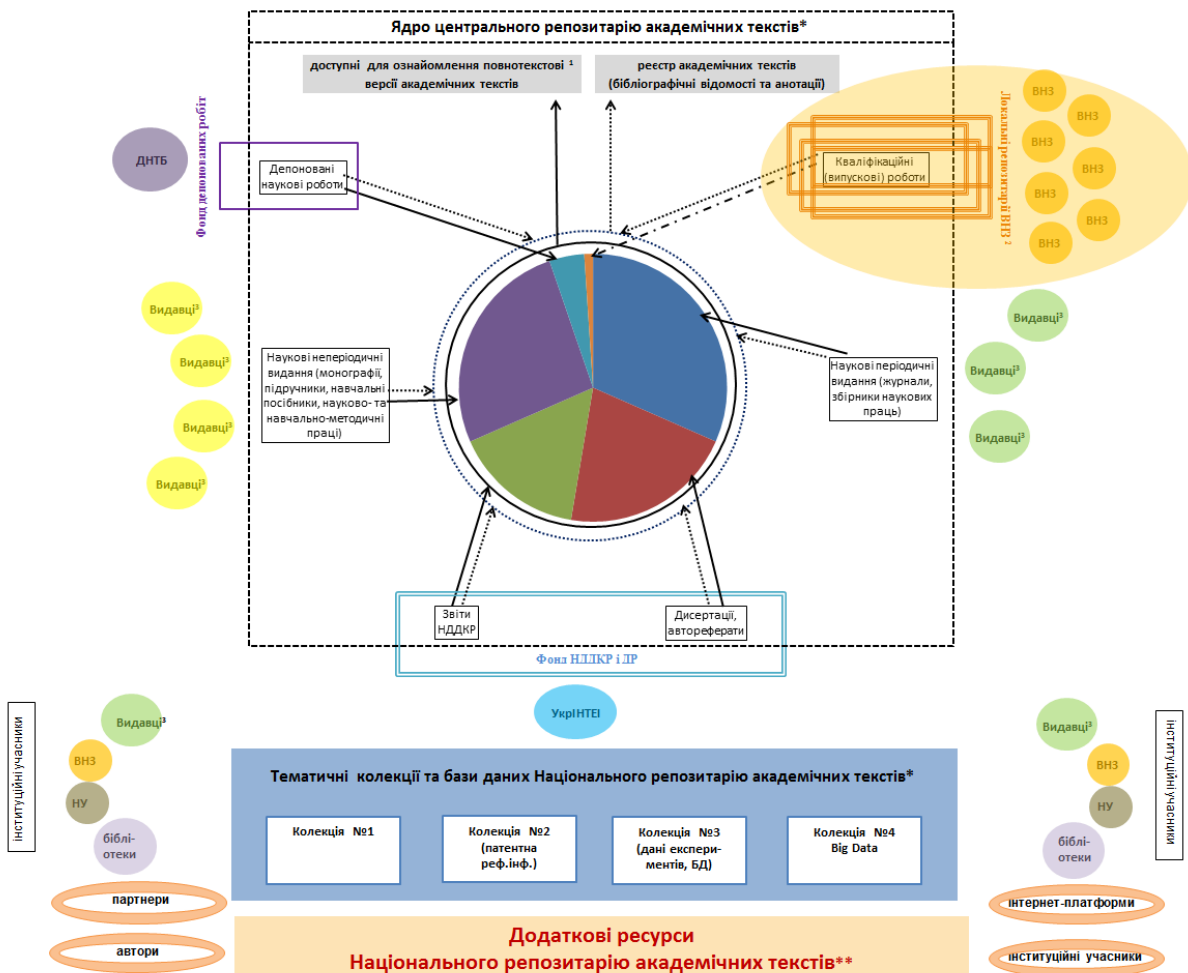 Ядро центрального репозитарію академічних текстів*
доступні для ознайомлення повнотекстові ¹
версії академічних текстів
реєстр академічних текстів
(бібліографічні відомості та анотації)
ДНТБ
Фонд депонованих робіт
Депоновані
наукові роботи
Кваліфікаційні
(випускові) роботи
Локальні репозитарії ВНЗ ²
ВНЗ
ВНЗ
ВНЗ
ВНЗ
ВНЗ
ВНЗ
ВНЗ
Видавці³
Видавці³
Видавці³
Видавці³
Наукові неперіодичні
видання (монографії,
підручники, навчальні
посібники, науково- та
навчально-методичні
праці)
Наукові періодичні
видання (журнали,
збірники наукових
праць)
Видавці³
Видавці³
Видавці³
Звіти
НДДКР
Дисертації,
автореферати
Фонд НДДКР і ДР
УкрІНТЕІ
інституційні учасники
Видавці³
ВНЗ
НУ
біблі-
отеки
партнери
автори
Тематичні колекції та бази даних Національного репозитарію академічних текстів*
Колекція №1
Колекція №2
(патентна
реф.інф.)
Колекція №3
(дані експери-
ментів, БД)
Колекція №4
Big Data
Додаткові ресурси
Національного репозитарію академічних текстів**
Видавці³
ВНЗ
НУ
біблі-
отеки
інституційні учасники
інтернет-платформи
інституційні учасники